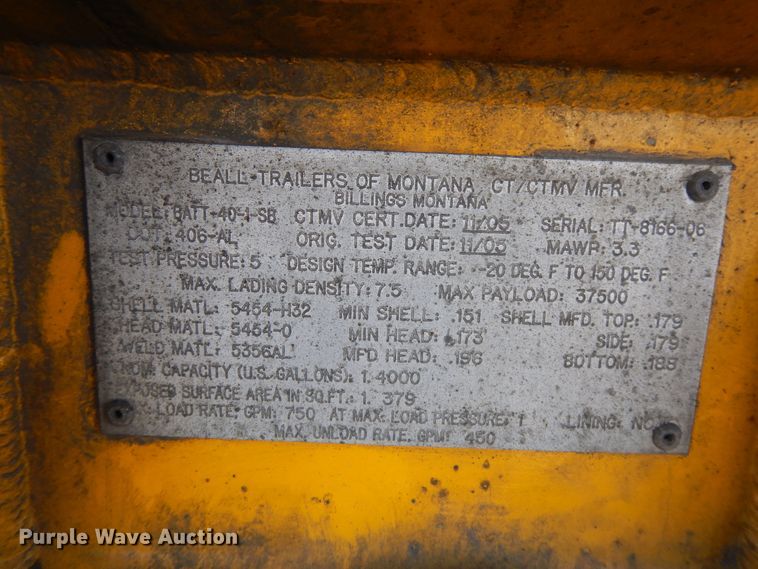 BEALL TRAILERS OF MONTANA CT/CTMV MFR.
BILLINGS MONTANA
MODEL: BATT-40-1-SB CTMV CERT.DATE: 11/05 SERIAL: TT-8166-06
DOT: 406-AL ORIG. TEST DATE: 11/05 MAWP: 3.3
TEST PRESSURE: 5 DESIGN TEMP. RANGE: -20 DEG. F TO 150 DEG. F
MAX. LADING DENSITY: 7.5 MAX PAYLOAD: 37500
SHELL MATL: 5454-H32 MIN SHELL: .151 SHELL MFD. TOP: .179
HEAD MATL: 5454-0 MIN HEAD: .173 SIDE: .179
WELD MATL: 5356AL MFD HEAD: .196 BOTTOM: .188
NOM. CAPACITY (U.S. GALLONS): 1. 4000
SURFACE AREA IN SQ.FT.: 1. 379
LOAD RATE, GPM: 750 AT MAX. LOAD PRESSURE: 1 LINING:
MAX. UNLOAD RATE, GPM: 450
Purple Wave Auction